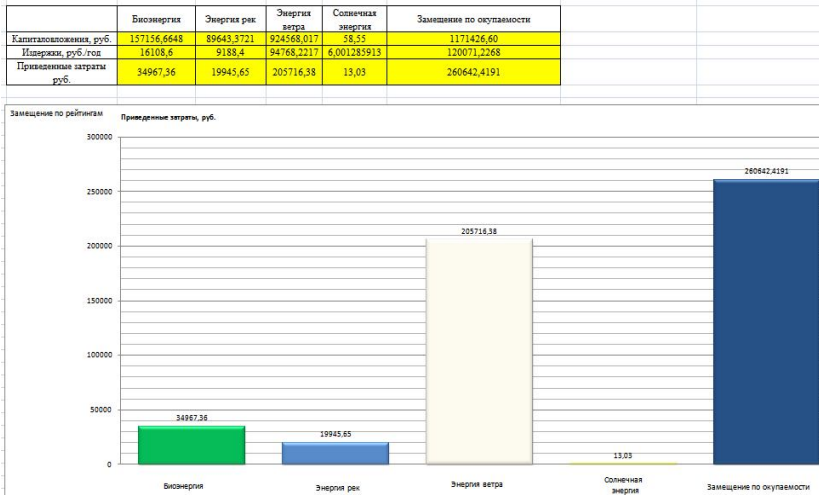 Биоэнергия Энергия рек Энергия ветра Солнечная энергия Замещение по окупаемости
Капиталовложения, руб. 157156,6648 89643,3721 924568,017 58,55 1171426,60
Издержки, руб./год 16108,6 9188,4 94768,2217 6,001285913 120071,2268
Приведенные затраты руб. 34967,36 19945,65 205716,38 13,03 260642,4191
Замещение по рейтингам
Приведенные затраты, руб.
300000
250000
200000
150000
100000
50000
0
34967,36
19945,65
205716,38
13,03
260642,4191
Биоэнергия
Энергия рек
Энергия ветра
Солнечная
энергия
Замещение по окупаемости